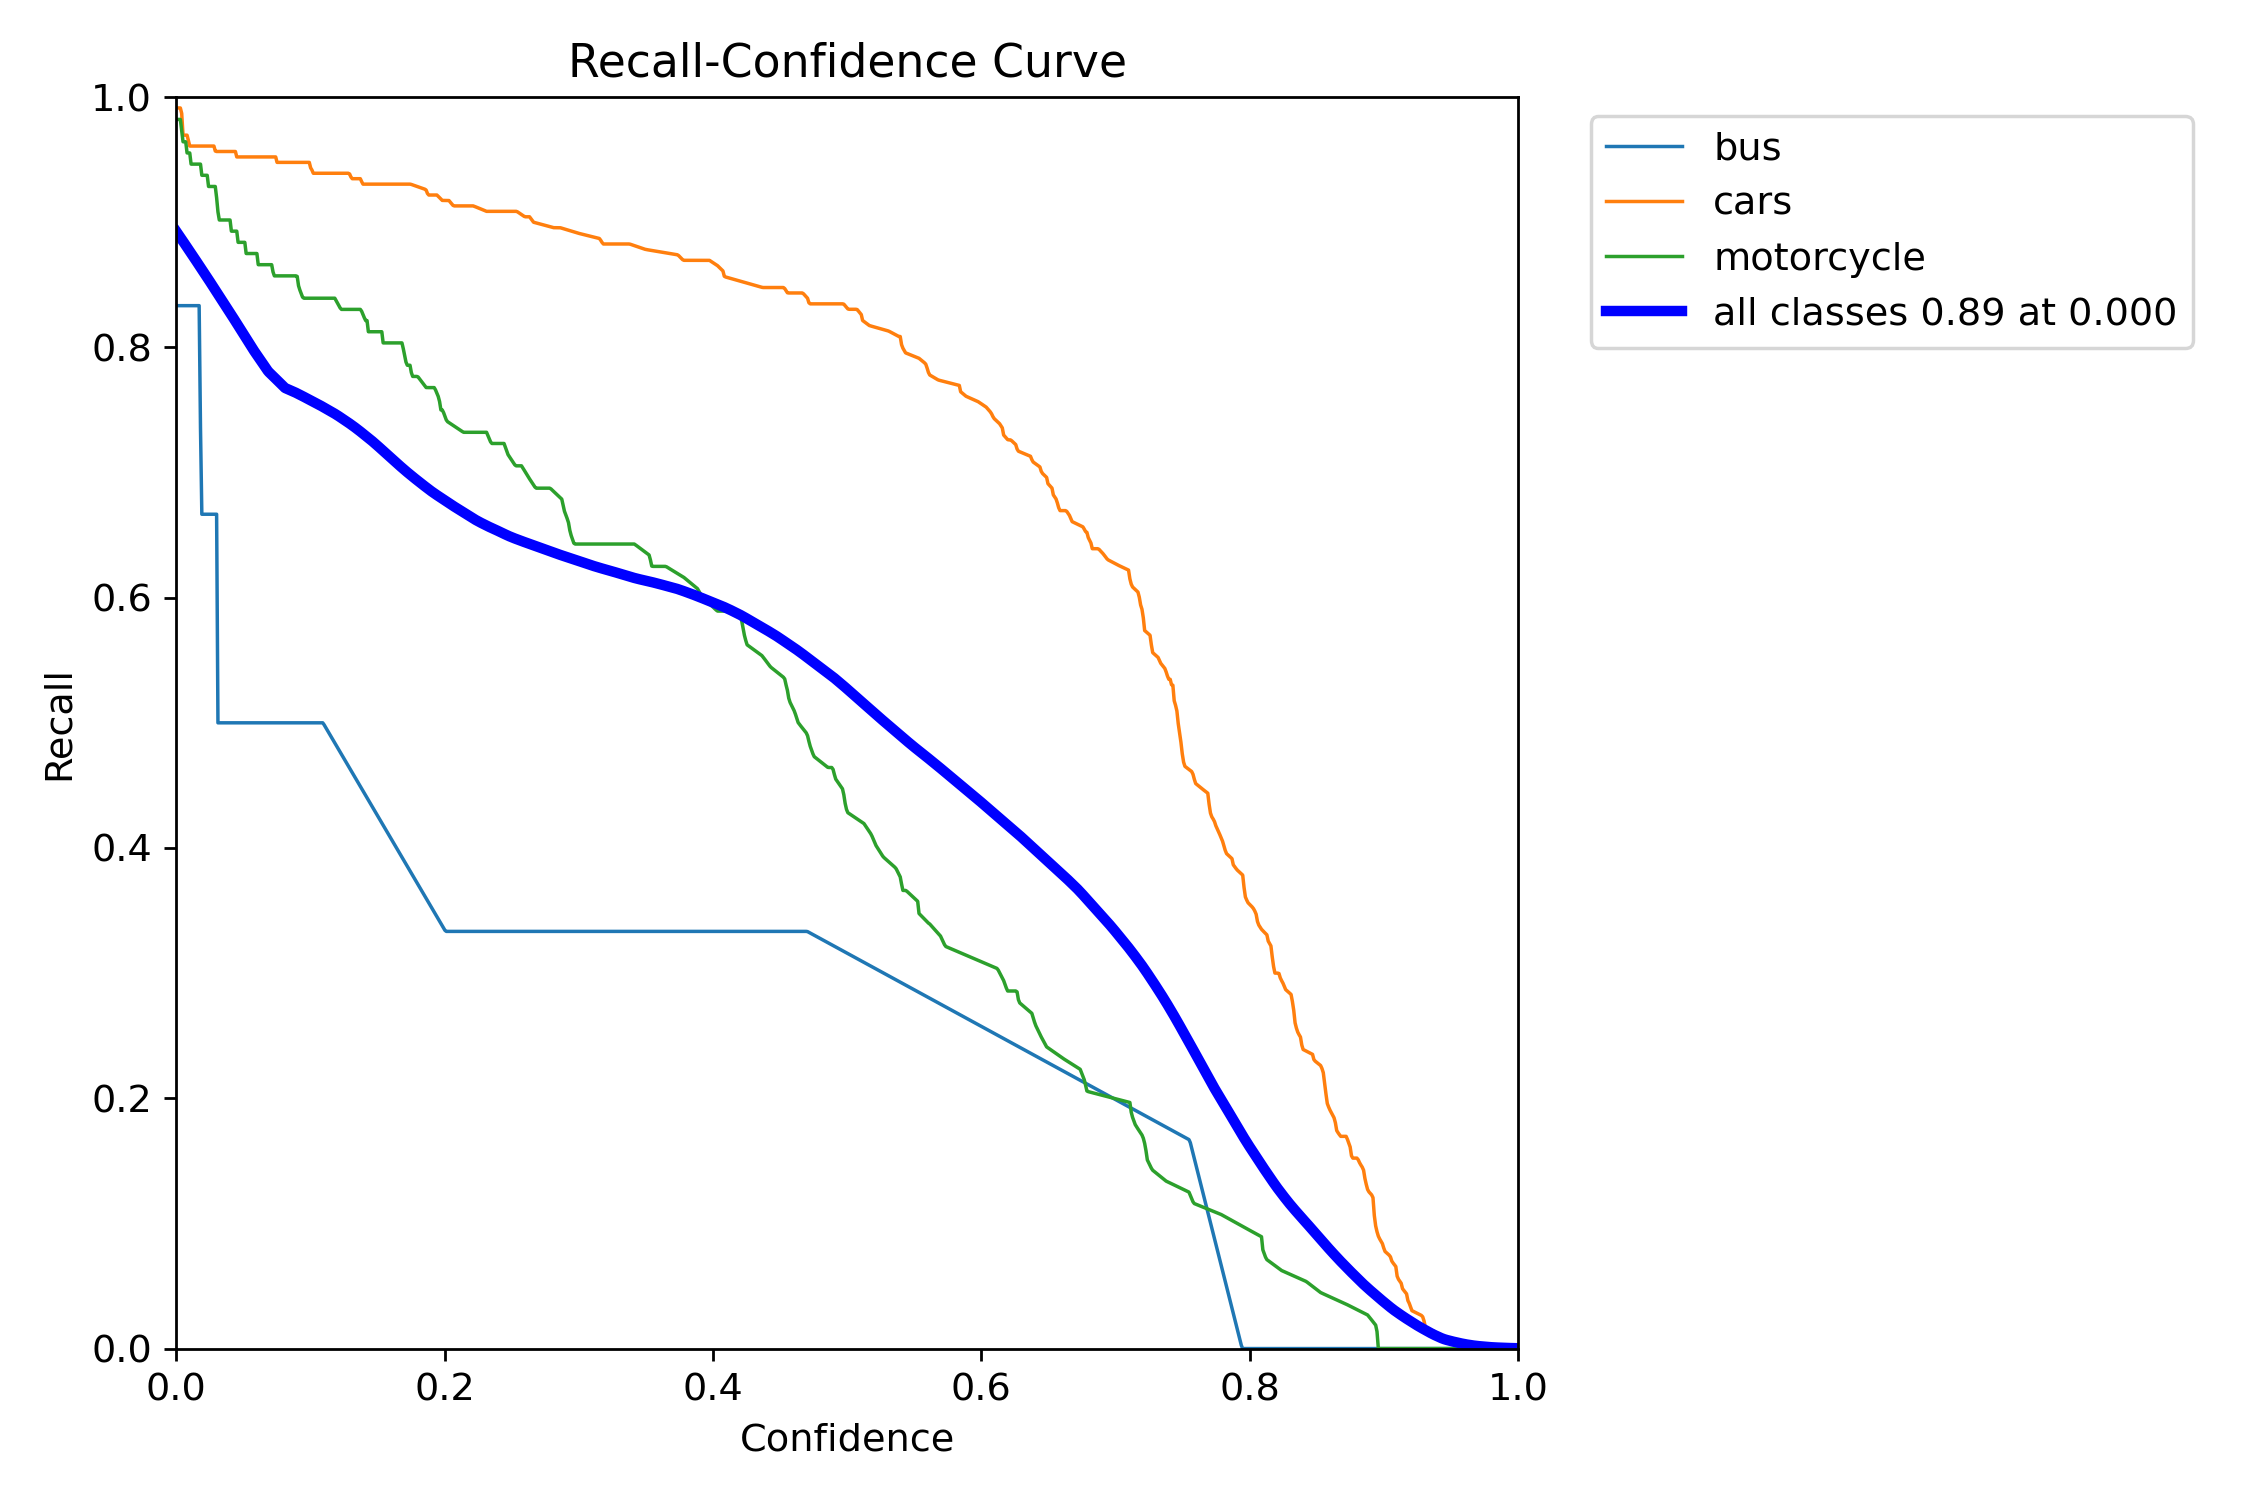 Recall-Confidence Curve
1.0
0.8
0.6
0.4
0.2
0.0
Recall
0.0 0.2 0.4 0.6 0.8 1.0
Confidence
bus
cars
motorcycle
all classes 0.89 at 0.000